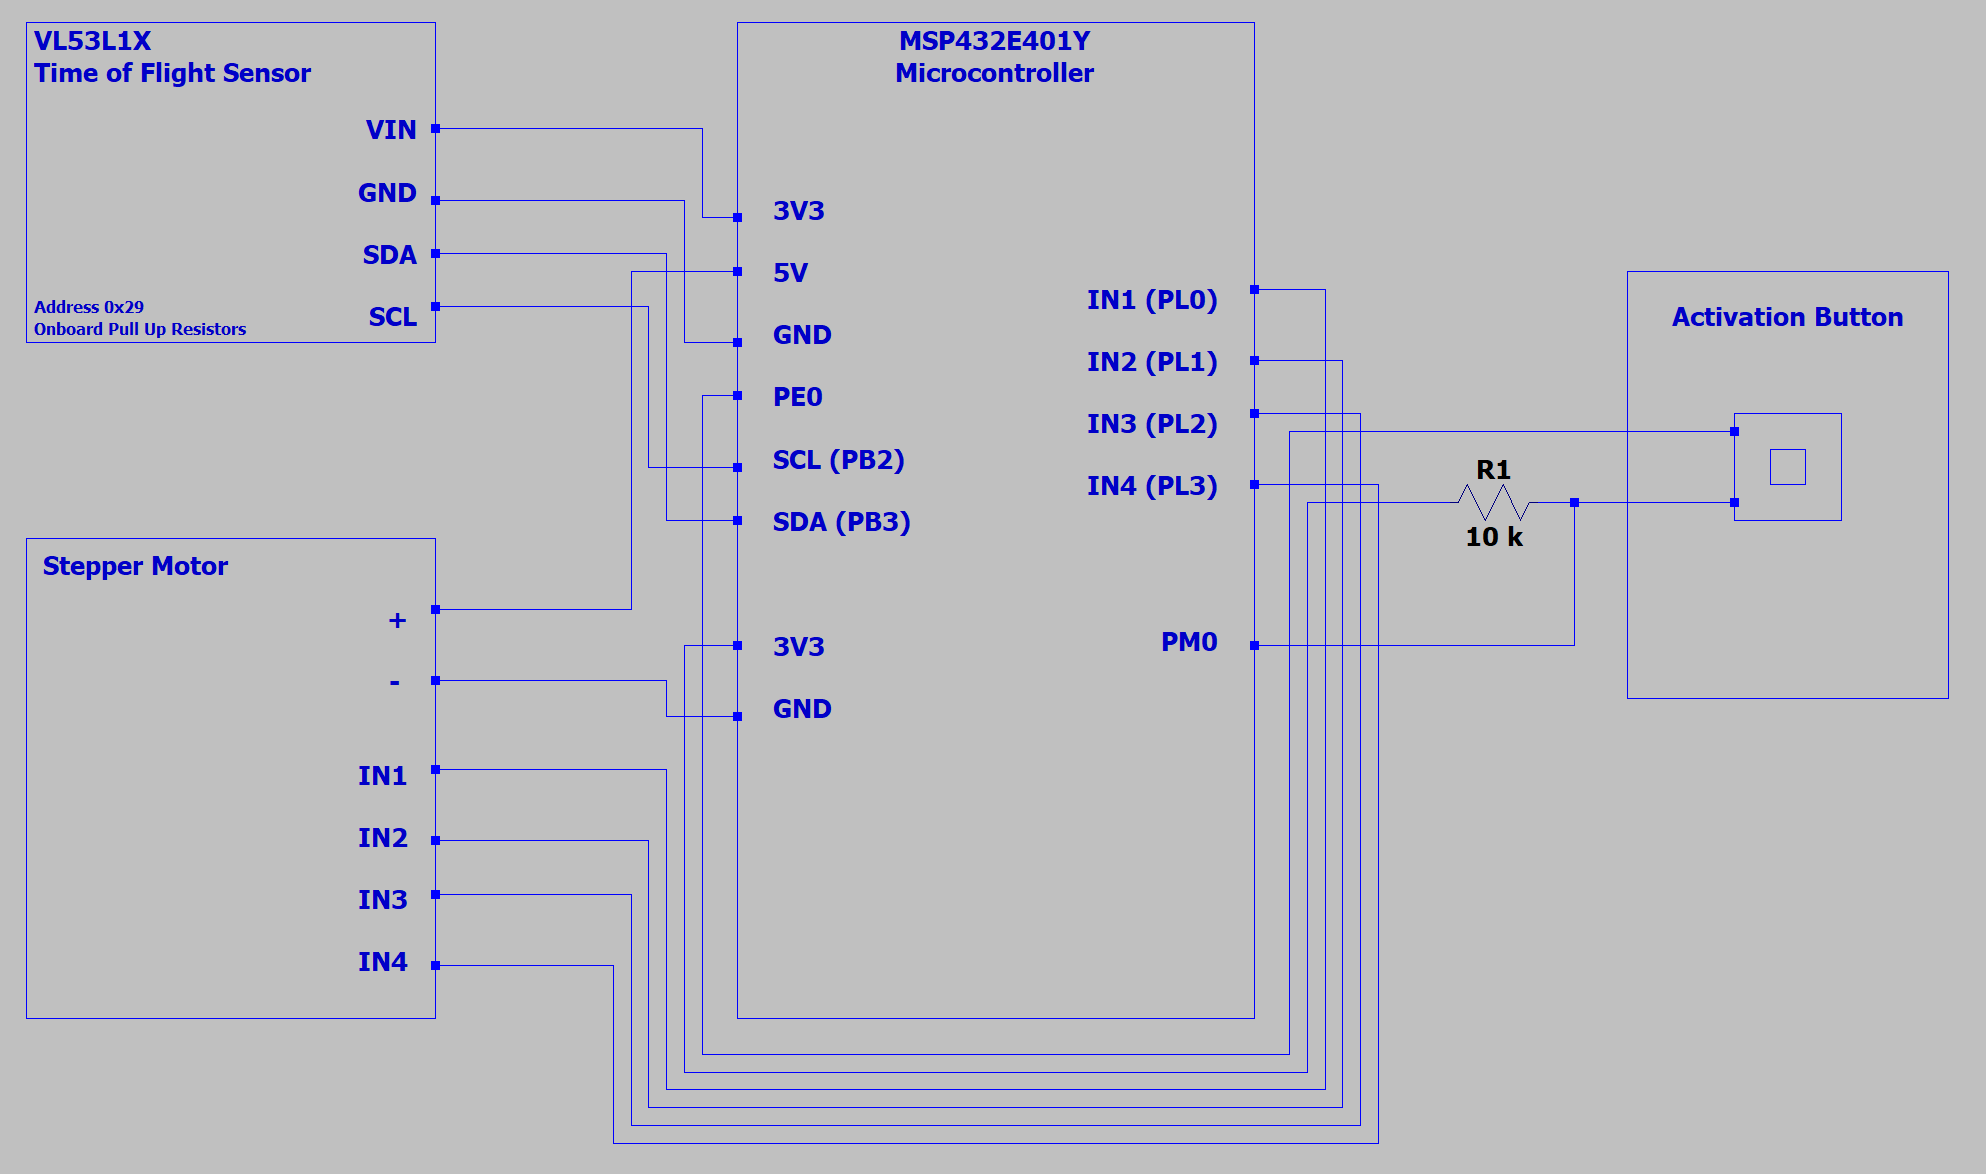 VL53L1X
Time of Flight Sensor
VIN
GND
SDA
SCL
Address 0x29
Onboard Pull Up Resistors
MSP432E401Y
Microcontroller
3V3
5V
GND
PE0
SCL (PB2)
SDA (PB3)
3V3
GND
IN1 (PL0)
IN2 (PL1)
IN3 (PL2)
IN4 (PL3)
PM0
R1
10 k
Activation Button
Stepper Motor
+
-
IN1
IN2
IN3
IN4